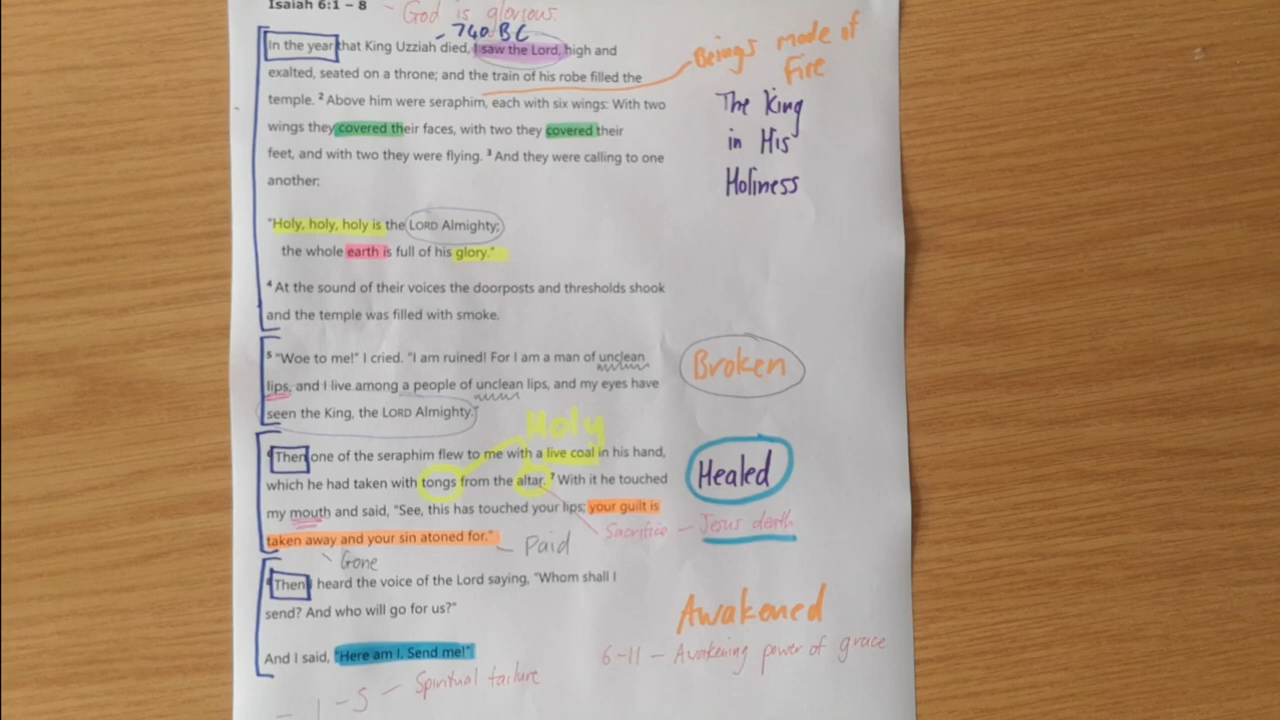 Isaiah 6:1 – 8 ~ God is glorious.
- 740 BC
In the year that King Uzziah died, I saw the Lord, high and
exalted, seated on a throne; and the train of his robe filled the
temple. 2 Above him were seraphim, each with six wings: With two
wings they covered their faces, with two they covered their
feet, and with two they were flying. 3 And they were calling to one
another:
Beings made of
fire
The King
in His
Holiness
"Holy, holy, holy is the LORD Almighty;
the whole earth is full of his glory."
4 At the sound of their voices the doorposts and thresholds shook
and the temple was filled with smoke.
5 "Woe to me!" I cried. "I am ruined! For I am a man of unclean
lips, and I live among a people of unclean lips, and my eyes have
seen the King, the LORD Almighty."
Broken
Holy
6 Then one of the seraphim flew to me with a live coal in his hand,
which he had taken with tongs from the altar. 7 With it he touched
my mouth and said, "See, this has touched your lips; your guilt is
taken away and your sin atoned for."
Healed
Sacrifice – Jesus death
Paid
Gone
Then I heard the voice of the Lord saying, "Whom shall I
send? And who will go for us?"
And I said, "Here am I. Send me!"
Awakened
6-11 – Awakening power of grace
1-5 – Spiritual failure